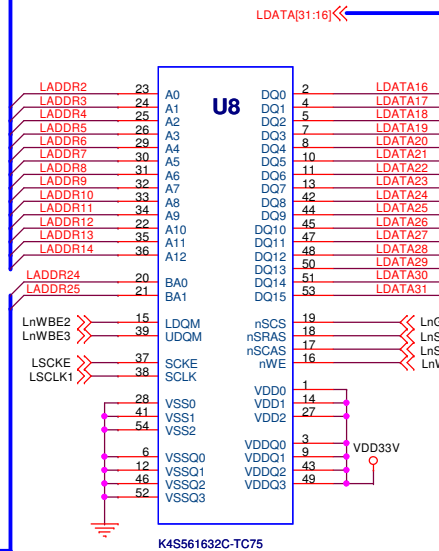 LDATA[31:16]
U8
LADDR2 23 A0 DQ0 2 LDATA16
LADDR3 24 A1 DQ1 4 LDATA17
LADDR4 25 A2 DQ2 5 LDATA18
LADDR5 26 A3 DQ3 7 LDATA19
LADDR6 29 A4 DQ4 8 LDATA20
LADDR7 30 A5 DQ5 10 LDATA21
LADDR8 31 A6 DQ6 11 LDATA22
LADDR9 32 A7 DQ7 13 LDATA23
LADDR10 33 A8 DQ8 42 LDATA24
LADDR11 34 A9 DQ9 44 LDATA25
LADDR12 22 A10 DQ10 45 LDATA26
LADDR13 35 A11 DQ11 47 LDATA27
LADDR14 36 A12 DQ12 48 LDATA28
DQ13 50 LDATA29
LADDR24 20 BA0 DQ14 51 LDATA30
LADDR25 21 BA1 DQ15 53 LDATA31
LnWBE2 15 LDQM nSCS 19
LnWBE3 39 UDQM nSRAS 18
nSCAS 17
LSCKE 37 SCKE nWE 16
LSCLK1 38 SCLK
VDD0 1
28 VSS0 VDD1 14
41 VSS1 VDD2 27
54 VSS2
VDDQ0 3
6 VSSQ0 VDDQ1 9 VDD33V
12 VSSQ1 VDDQ2 43
46 VSSQ2 VDDQ3 49
52 VSSQ3
K4S561632C-TC75